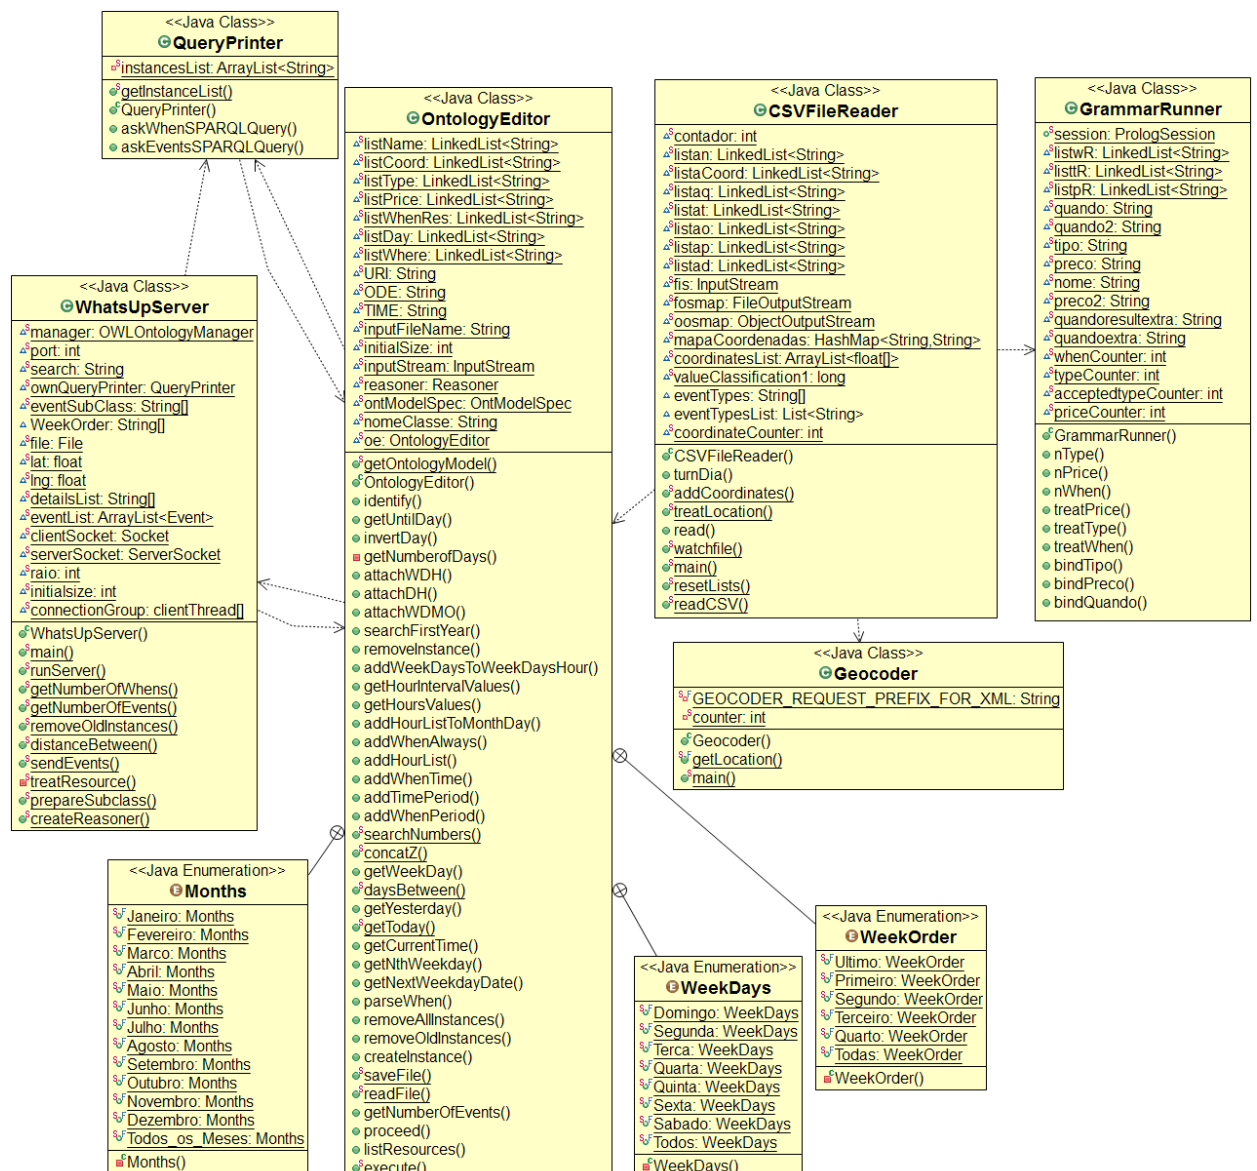 <<Java Class>>
QueryPrinter
instancesList: ArrayList<String>
getInstanceList()
QueryPrinter()
askWhenSPARQLQuery()
askEventsSPARQLQuery()
<<Java Class>>
OntologyEditor
listName: LinkedList<String>
listCoord: LinkedList<String>
listType: LinkedList<String>
listPrice: LinkedList<String>
listWhenRes: LinkedList<String>
listDay: LinkedList<String>
listWhere: LinkedList<String>
URI: String
ODE: String
TIME: String
inputFileName: String
initialSize: int
inputStream: InputStream
reasoner: Reasoner
ontModelSpec: OntModelSpec
nomeClasse: String
oe: OntologyEditor
getOntologyModel()
OntologyEditor()
identify()
getUntilDay()
invertDay()
getNumberofDays()
attachWDH()
attachDH()
attachWDMO()
searchFirstYear()
removeInstance()
addWeekDaysToWeekDaysHour()
getHourIntervalValues()
getHoursValues()
addHourListToMonthDay()
addWhenAlways()
addHourList()
addWhenTime()
addTimePeriod()
addWhenPeriod()
searchNumbers()
concatZ()
getWeekDay()
daysBetween()
getYesterday()
getToday()
getCurrentTime()
getNthWeekday()
getNextWeekdayDate()
parseWhen()
removeAllInstances()
removeOldInstances()
createInstance()
saveFile()
readFile()
getNumberOfEvents()
proceed()
listResources()
execute()
<<Java Class>>
CSVFileReader
contador: int
listan: LinkedList<String>
listaCoord: LinkedList<String>
listaq: LinkedList<String>
listat: LinkedList<String>
listao: LinkedList<String>
listap: LinkedList<String>
listad: LinkedList<String>
fis: InputStream
fosmap: FileOutputStream
oosmap: ObjectOutputStream
mapaCoordenadas: HashMap<String,String>
coordinatesList: ArrayList<float[]>
valueClassification1: long
eventTypes: String[]
eventTypesList: List<String>
coordinateCounter: int
CSVFileReader()
turnDia()
addCoordinates()
treatLocation()
read()
watchfile()
main()
resetLists()
readCSV()
<<Java Class>>
GrammarRunner
session: PrologSession
listwR: LinkedList<String>
listtR: LinkedList<String>
listpR: LinkedList<String>
quando: String
quando2: String
tipo: String
preco: String
nome: String
preco2: String
quandoresultextra: String
quandoextra: String
whenCounter: int
typeCounter: int
acceptedtypeCounter: int
priceCounter: int
GrammarRunner()
nType()
nPrice()
nWhen()
treatPrice()
treatType()
treatWhen()
bindTipo()
bindPreco()
bindQuando()
<<Java Class>>
WhatsUpServer
manager: OWLOntologyManager
port: int
search: String
ownQueryPrinter: QueryPrinter
eventSubClass: String[]
WeekOrder: String[]
file: File
lat: float
lng: float
detailsList: String[]
eventList: ArrayList<Event>
clientSocket: Socket
serverSocket: ServerSocket
raio: int
initialsize: int
connectionGroup: clientThread[]
WhatsUpServer()
main()
runServer()
getNumberOfWhens()
getNumberOfEvents()
removeOldInstances()
distanceBetween()
sendEvents()
treatResource()
prepareSubclass()
createReasoner()
<<Java Class>>
Geocoder
GEOCODER_REQUEST_PREFIX_FOR_XML: String
counter: int
Geocoder()
getLocation()
main()
<<Java Enumeration>>
Months
Janeiro: Months
Fevereiro: Months
Marco: Months
Abril: Months
Maio: Months
Junho: Months
Julho: Months
Agosto: Months
Setembro: Months
Outubro: Months
Novembro: Months
Dezembro: Months
Todos_os_Meses: Months
Months()
<<Java Enumeration>>
WeekDays
Domingo: WeekDays
Segunda: WeekDays
Terca: WeekDays
Quarta: WeekDays
Quinta: WeekDays
Sexta: WeekDays
Sabado: WeekDays
Todos: WeekDays
WeekDays()
<<Java Enumeration>>
WeekOrder
Ultimo: WeekOrder
Primeiro: WeekOrder
Segundo: WeekOrder
Terceiro: WeekOrder
Quarto: WeekOrder
Todas: WeekOrder
WeekOrder()